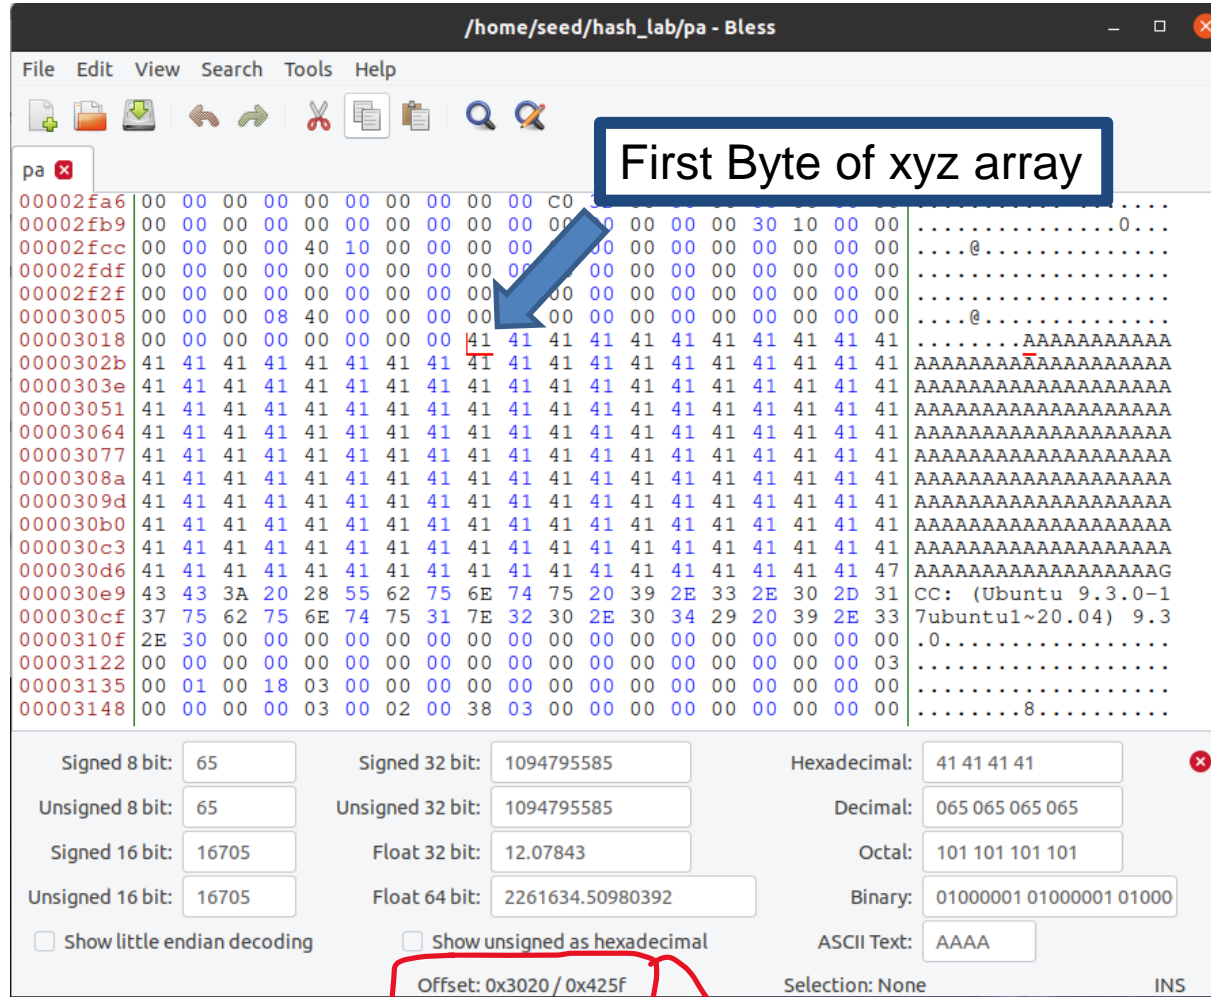 /home/seed/hash_lab/pa - Bless
File Edit View Search Tools Help
First Byte of xyz array
pa
00002fa6 00 00 00 00 00 00 00 00 00 00 C0
00002fb9 00 00 00 00 00 00 00 00 00 00 00 00 00 00 00 30 10 00 00 ...............0...
00002fcc 00 00 00 00 40 10 00 00 00 00 00 00 00 00 00 00 00 00 00 ....@..............
00002fdf 00 00 00 00 00 00 00 00 00 00 00 00 00 00 00 00 00 00 ...................
00002f2f 00 00 00 00 00 00 00 00 00 00 00 00 00 00 00 00 00 00 ...................
00003005 00 00 00 08 40 00 00 00 00 00 00 00 00 00 00 00 00 00 ....@..............
00003018 00 00 00 00 00 00 00 00 41 41 41 41 41 41 41 41 41 41 41 ........AAAAAAAAAAA
0000302b 41 41 41 41 41 41 41 41 41 41 41 41 41 41 41 41 41 41 41 AAAAAAAAAAAAAAAAAAA
0000303e 41 41 41 41 41 41 41 41 41 41 41 41 41 41 41 41 41 41 41 AAAAAAAAAAAAAAAAAAA
00003051 41 41 41 41 41 41 41 41 41 41 41 41 41 41 41 41 41 41 41 AAAAAAAAAAAAAAAAAAA
00003064 41 41 41 41 41 41 41 41 41 41 41 41 41 41 41 41 41 41 41 AAAAAAAAAAAAAAAAAAA
00003077 41 41 41 41 41 41 41 41 41 41 41 41 41 41 41 41 41 41 41 AAAAAAAAAAAAAAAAAAA
0000308a 41 41 41 41 41 41 41 41 41 41 41 41 41 41 41 41 41 41 41 AAAAAAAAAAAAAAAAAAA
0000309d 41 41 41 41 41 41 41 41 41 41 41 41 41 41 41 41 41 41 41 AAAAAAAAAAAAAAAAAAA
000030b0 41 41 41 41 41 41 41 41 41 41 41 41 41 41 41 41 41 41 41 AAAAAAAAAAAAAAAAAAA
000030c3 41 41 41 41 41 41 41 41 41 41 41 41 41 41 41 41 41 41 41 AAAAAAAAAAAAAAAAAAA
000030d6 41 41 41 41 41 41 41 41 41 41 41 41 41 41 41 41 41 41 47 AAAAAAAAAAAAAAAAAAG
000030e9 43 43 3A 20 28 55 62 75 6E 74 75 20 39 2E 33 2E 30 2D 31 CC: (Ubuntu 9.3.0-1
000030cf 37 75 62 75 6E 74 75 31 7E 32 30 2E 30 34 29 20 39 2E 33 7ubuntu1~20.04) 9.3
0000310f 2E 30 00 00 00 00 00 00 00 00 00 00 00 00 00 00 00 00 00 .0.................
00003122 00 00 00 00 00 00 00 00 00 00 00 00 00 00 00 00 00 00 03 ...................
00003135 00 01 00 18 03 00 00 00 00 00 00 00 00 00 00 00 00 00 00 ...................
00003148 00 00 00 00 03 00 02 00 38 03 00 00 00 00 00 00 00 00 00 ........8..........
Signed 8 bit: 65 Signed 32 bit: 1094795585 Hexadecimal: 41 41 41 41
Unsigned 8 bit: 65 Unsigned 32 bit: 1094795585 Decimal: 065 065 065 065
Signed 16 bit: 16705 Float 32 bit: 12.07843 Octal: 101 101 101 101
Unsigned 16 bit: 16705 Float 64 bit: 2261634.50980392 Binary: 01000001 01000001 01000
Show little endian decoding Show unsigned as hexadecimal ASCII Text: AAAA
Offset: 0x3020 / 0x425f Selection: None INS